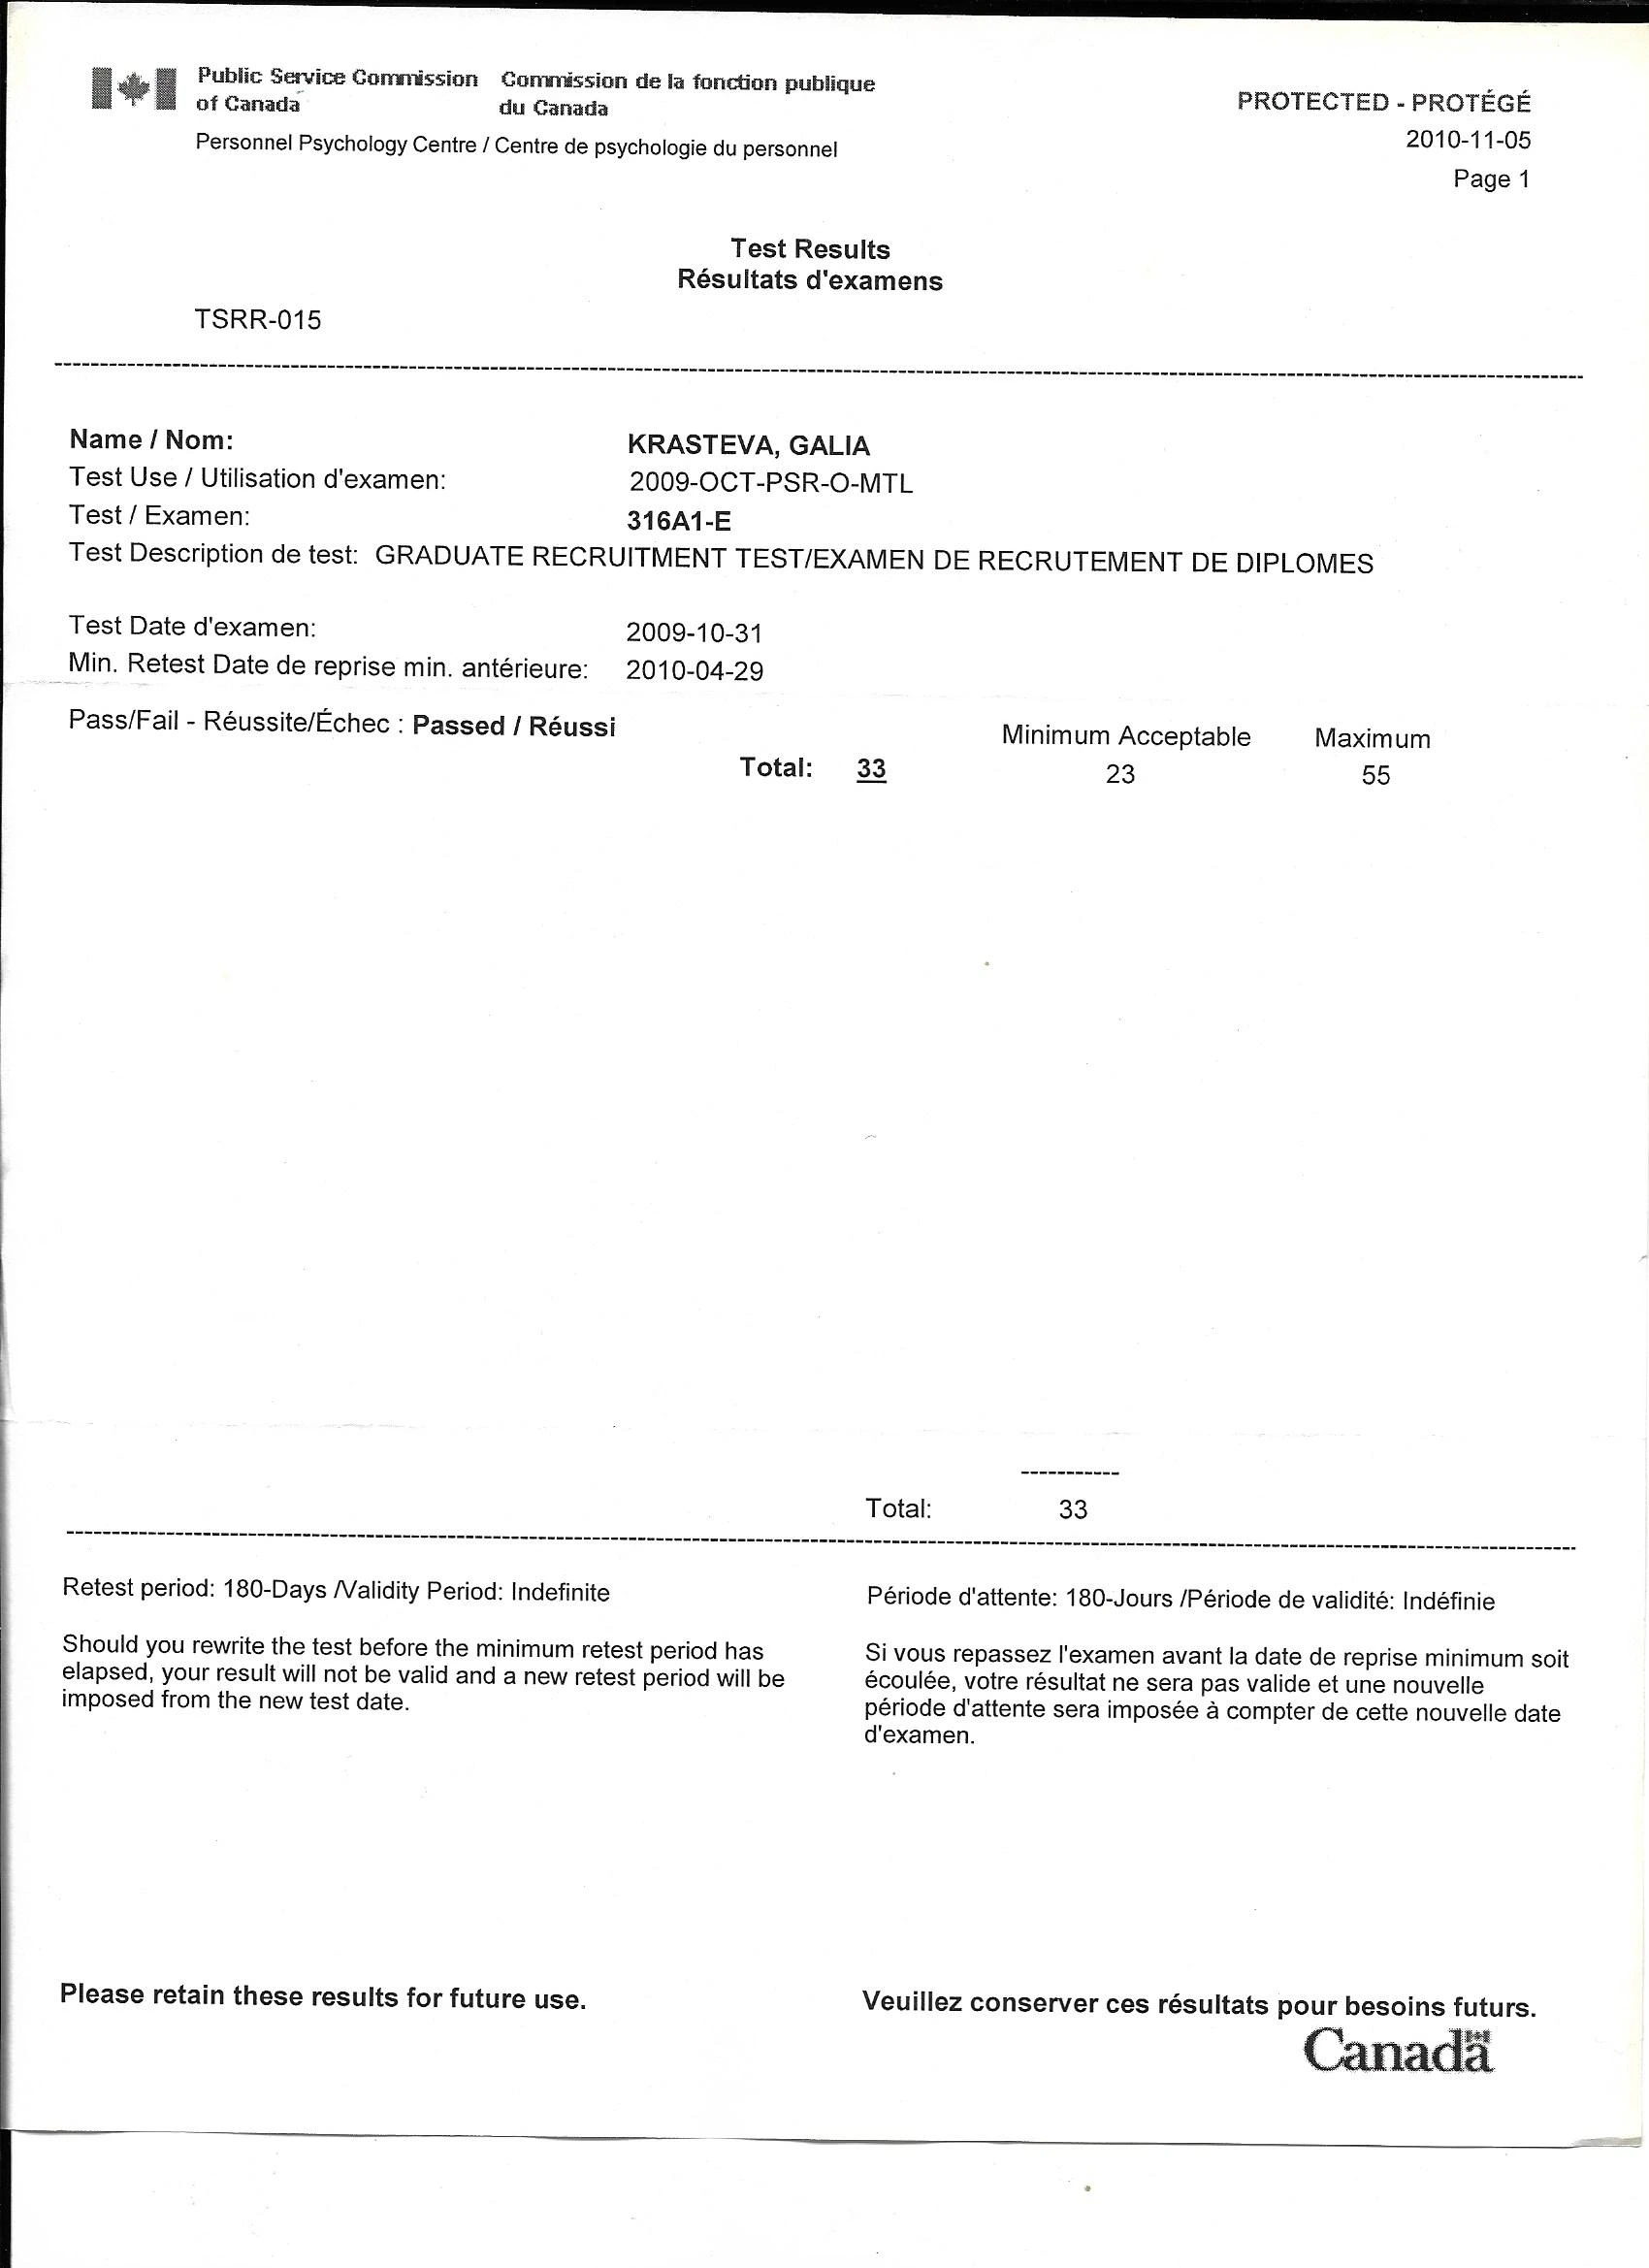 Public Service Commission of Canada
Commission de la fonction publique du Canada
Personnel Psychology Centre / Centre de psychologie du personnel
PROTECTED - PROTÉGÉ
2010-11-05
Page 1
Test Results
Résultats d'examens
TSRR-015
Name / Nom: KRASTEVA, GALIA
Test Use / Utilisation d'examen: 2009-OCT-PSR-O-MTL
Test / Examen: 316A1-E
Test Description de test: GRADUATE RECRUITMENT TEST/EXAMEN DE RECRUTEMENT DE DIPLOMES
Test Date d'examen: 2009-10-31
Min. Retest Date de reprise min. antérieure: 2010-04-29
Pass/Fail - Réussite/Échec : Passed / Réussi
Minimum Acceptable Maximum
Total: 33 23 55
Total: 33
Retest period: 180-Days /Validity Period: Indefinite
Should you rewrite the test before the minimum retest period has
elapsed, your result will not be valid and a new retest period will be
imposed from the new test date.
Période d'attente: 180-Jours /Période de validité: Indéfinie
Si vous repassez l'examen avant la date de reprise minimum soit
écoulée, votre résultat ne sera pas valide et une nouvelle
période d'attente sera imposée à compter de cette nouvelle date
d'examen.
Please retain these results for future use.
Veuillez conserver ces résultats pour besoins futurs.
Canada